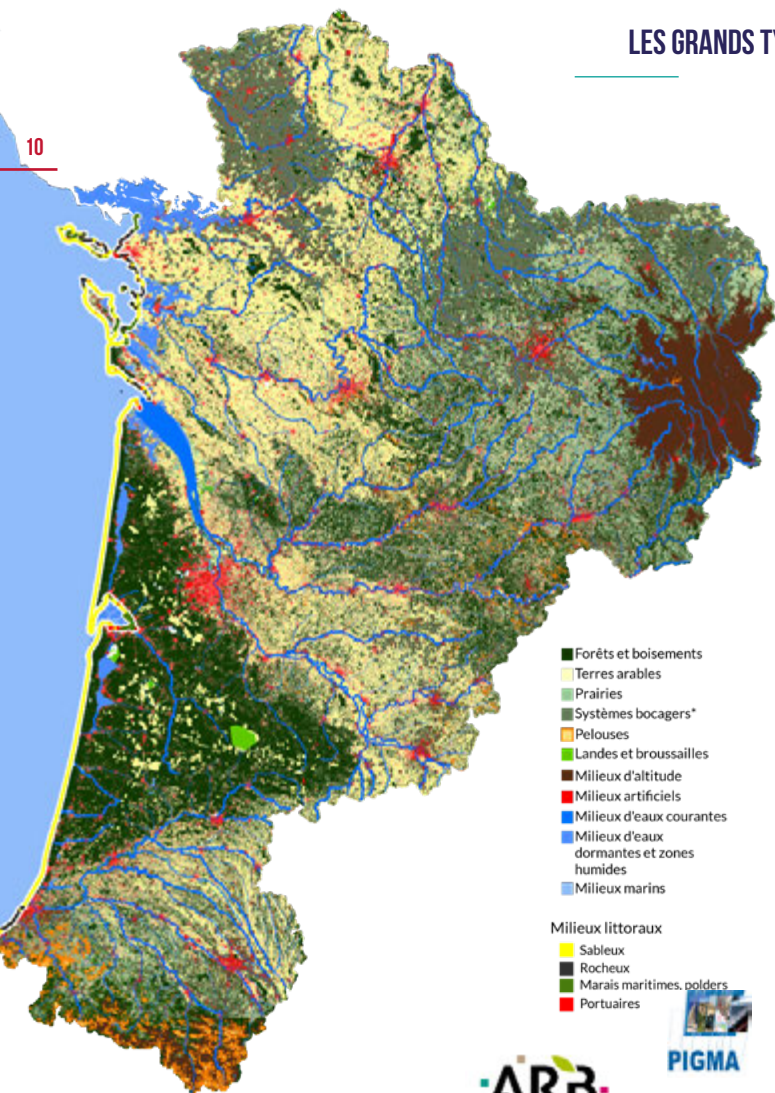 LES GRANDS TY
10
Forêts et boisements
Terres arables
Prairies
Systèmes bocagers*
Pelouses
Landes et broussailles
Milieux d'altitude
Milieux artificiels
Milieux d'eaux courantes
Milieux d'eaux
dormantes et zones
humides
Milieux marins
Milieux littoraux
Sableux
Rocheux
Marais maritimes, polders
Portuaires
PIGMA
ARB